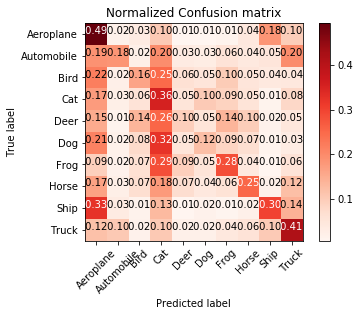 Normalized Confusion matrix
True label
Aeroplane 0.49 0.02 0.03 0.10 0.01 0.01 0.01 0.04 0.18 0.10
Automobile 0.19 0.18 0.02 0.20 0.03 0.03 0.06 0.04 0.05 0.20
Bird 0.22 0.02 0.16 0.25 0.06 0.05 0.10 0.05 0.04 0.04
Cat 0.17 0.03 0.06 0.36 0.05 0.10 0.09 0.05 0.01 0.08
Deer 0.15 0.01 0.14 0.26 0.10 0.05 0.14 0.10 0.02 0.05
Dog 0.21 0.02 0.08 0.32 0.05 0.12 0.09 0.07 0.01 0.03
Frog 0.09 0.02 0.07 0.29 0.09 0.05 0.28 0.04 0.01 0.06
Horse 0.17 0.03 0.07 0.18 0.07 0.04 0.06 0.25 0.12
Ship 0.33 0.03 0.01 0.13 0.01 0.02 0.01 0.02 0.30 0.14
Truck 0.12 0.10 0.02 0.10 0.02 0.02 0.04 0.06 0.10 0.41
Aeroplane Automobile Bird Cat Deer Dog Frog Horse Ship Truck
Predicted label
0.4
0.3
0.2
0.1